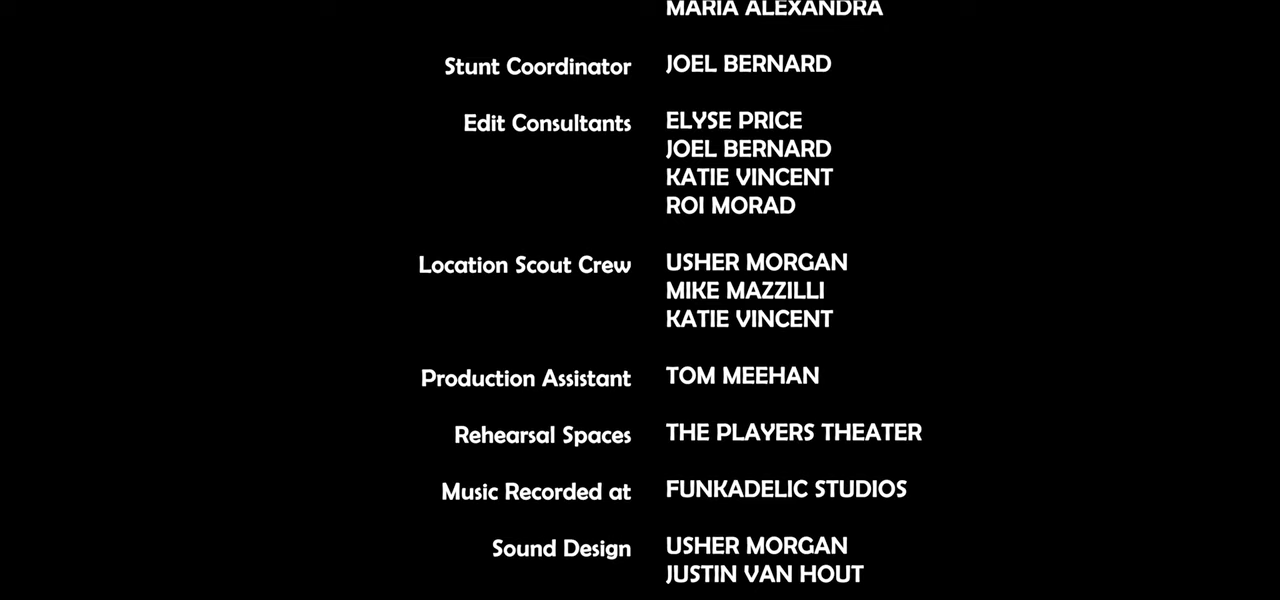 MARIA ALEXANDRA
Stunt Coordinator JOEL BERNARD
Edit Consultants ELYSE PRICE
JOEL BERNARD
KATIE VINCENT
ROI MORAD
Location Scout Crew USHER MORGAN
MIKE MAZZILLI
KATIE VINCENT
Production Assistant TOM MEEHAN
Rehearsal Spaces THE PLAYERS THEATER
Music Recorded at FUNKADELIC STUDIOS
Sound Design USHER MORGAN
JUSTIN VAN HOUT